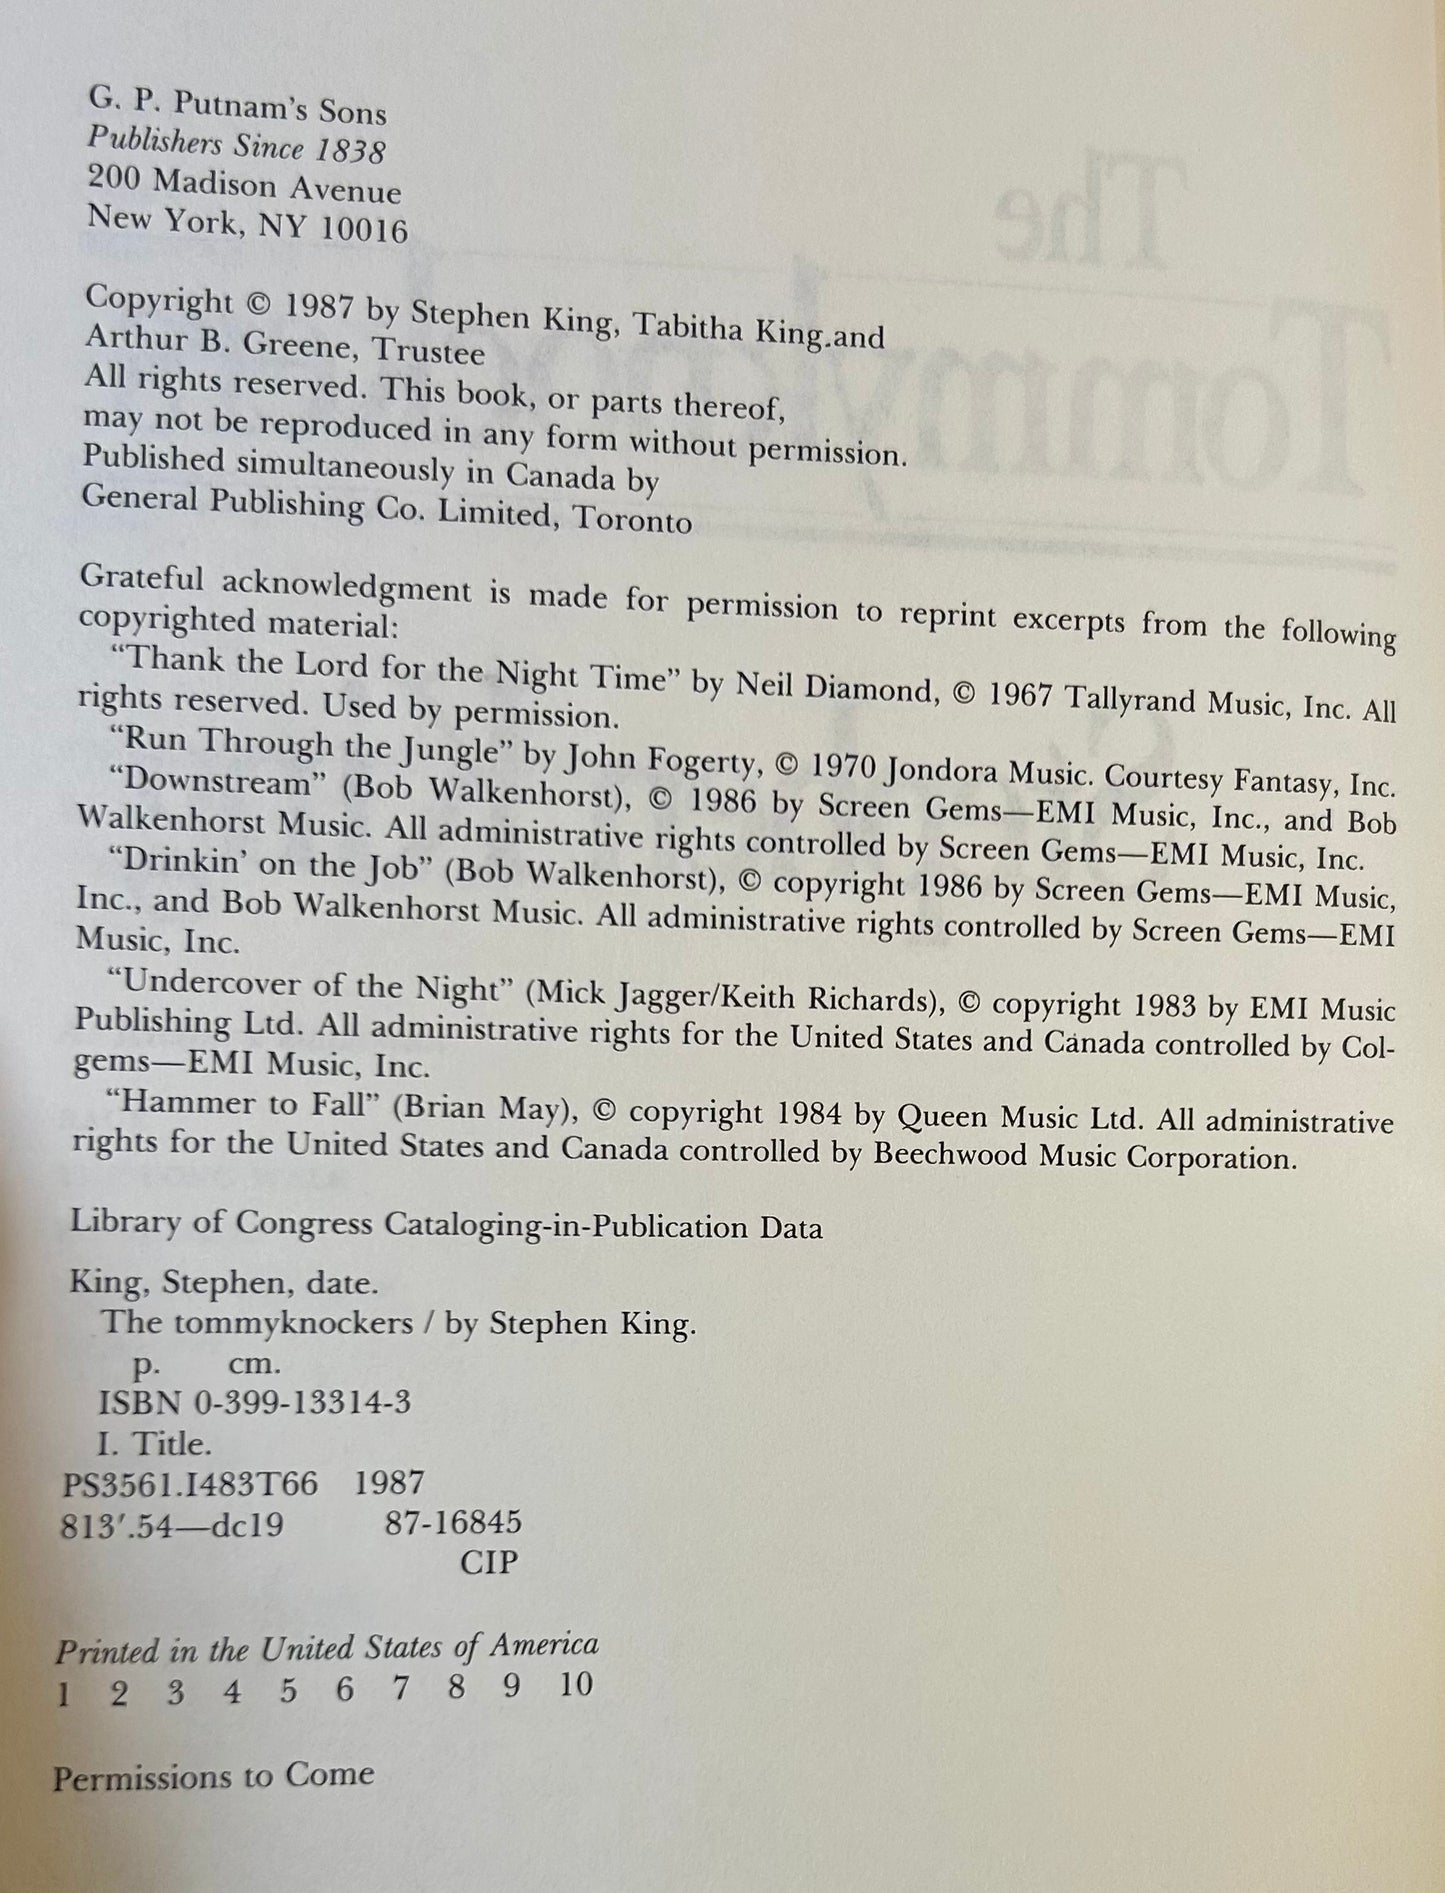 G. P. Putnam's Sons
Publishers Since 1838
200 Madison Avenue
New York, NY 10016
Copyright © 1987 by Stephen King, Tabitha King.and
Arthur B. Greene, Trustee
All rights reserved. This book, or parts thereof,
may not be reproduced in any form without permission.
Published simultaneously in Canada by
General Publishing Co. Limited, Toronto
Grateful acknowledgment is made for permission to reprint excerpts from the following
copyrighted material:
“Thank the Lord for the Night Time” by Neil Diamond, © 1967 Tallyrand Music, Inc. All
rights reserved. Used by permission.
“Run Through the Jungle” by John Fogerty, © 1970 Jondora Music. Courtesy Fantasy, Inc.
“Downstream” (Bob Walkenhorst), © 1986 by Screen Gems—EMI Music, Inc., and Bob
Walkenhorst Music. All administrative rights controlled by Screen Gems—EMI Music, Inc.
“Drinkin' on the Job” (Bob Walkenhorst), © copyright 1986 by Screen Gems—EMI Music,
Inc., and Bob Walkenhorst Music. All administrative rights controlled by Screen Gems—EMI
Music, Inc.
“Undercover of the Night” (Mick Jagger/Keith Richards), © copyright 1983 by EMI Music
Publishing Ltd. All administrative rights for the United States and Canada controlled by Col-
gems—EMI Music, Inc.
“Hammer to Fall” (Brian May), © copyright 1984 by Queen Music Ltd. All administrative
rights for the United States and Canada controlled by Beechwood Music Corporation.
Library of Congress Cataloging-in-Publication Data
King, Stephen, date.
The tommyknockers / by Stephen King.
p. cm.
ISBN 0-399-13314-3
I. Title.
PS3561.I483T66 1987
813′.54—dc19 87-16845
CIP
Printed in the United States of America
1 2 3 4 5 6 7 8 9 10
Permissions to Come